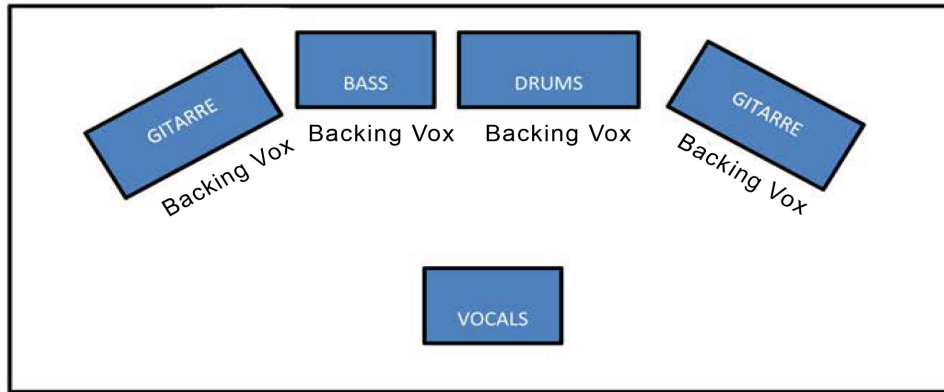 GITARRE
BASS
DRUMS
GITARRE
Backing Vox
Backing Vox
Backing Vox
Backing Vox
VOCALS